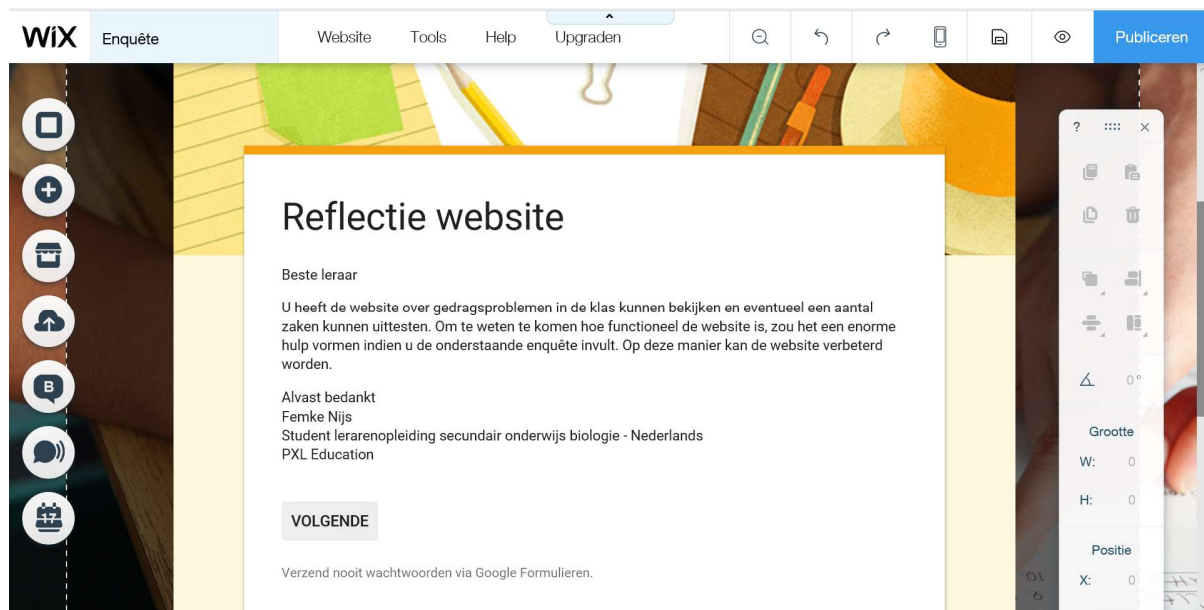 WiX Enquête Website Tools Help Upgraden Publiceren
?
Reflectie website
Beste leraar
U heeft de website over gedragsproblemen in de klas kunnen bekijken en eventueel een aantal
zaken kunnen uittesten. Om te weten te komen hoe functioneel de website is, zou het een enorme
hulp vormen indien u de onderstaande enquête invult. Op deze manier kan de website verbeterd
worden.
Alvast bedankt
Femke Nijs
Student lerarenopleiding secundair onderwijs biologie - Nederlands
PXL Education
VOLGENDE
Verzend nooit wachtwoorden via Google Formulieren.
B
17
0°
Grootte
W: 0
H: 0
Positie
X: 0